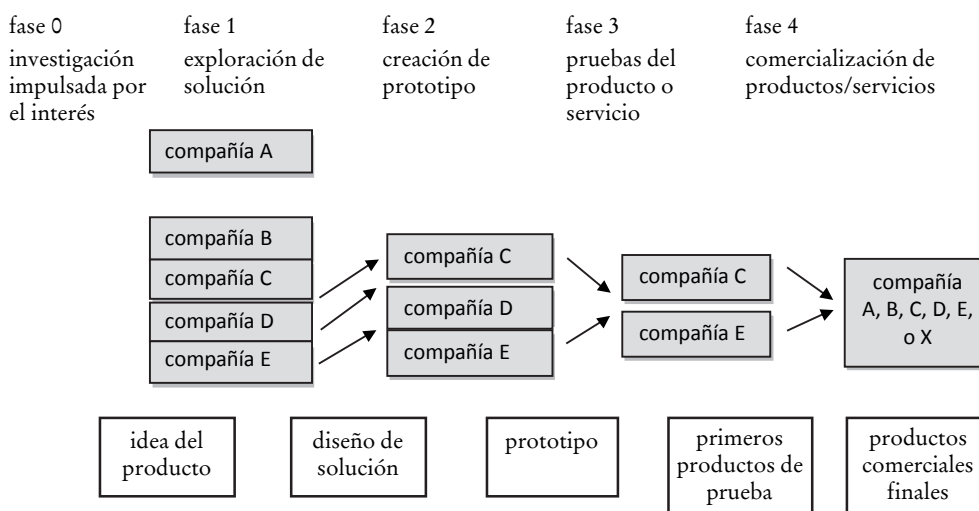 fase 0
investigación
impulsada por
el interés
fase 1
exploración de
solución
fase 2
creación de
prototipo
fase 3
pruebas del
producto o
servicio
fase 4
comercialización de
productos/servicios
compañía A
compañía B
compañía C
compañía D
compañía E
compañía C
compañía D
compañía E
compañía C
compañía E
compañía
A, B, C, D, E,
o X
idea del
producto
diseño de
solución
prototipo
primeros
productos de
prueba
productos
comerciales
finales